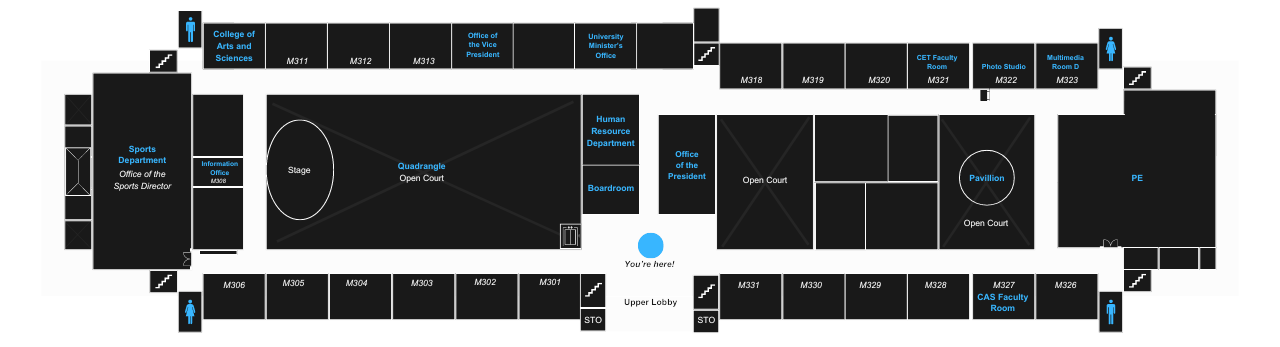 College of
Arts and
Sciences
M311
M312
M313
Office of
the Vice
President
University
Minister's
Office
M318
M319
M320
CET Faculty
Room
M321
Photo Studio
M322
Multimedia
Room D
M323
Sports
Department
Office of the
Sports Director
Information
Office
M308
Stage
Quadrangle
Open Court
Human
Resource
Department
Boardroom
Office
of the
President
Open Court
Pavillion
Open Court
PE
You're here!
Upper Lobby
M306
M305
M304
M303
M302
M301
STO
STO
M331
M330
M329
M328
M327
CAS Faculty
Room
M326